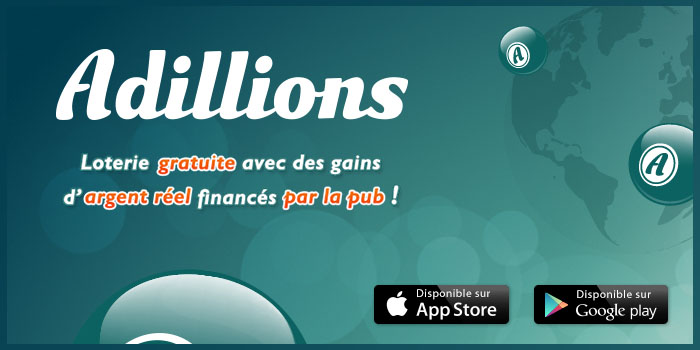 Adillions
Loterie gratuite avec des gains
d'argent réel financés par la pub !
A
A
Disponible sur
App Store
Disponible sur
Google play